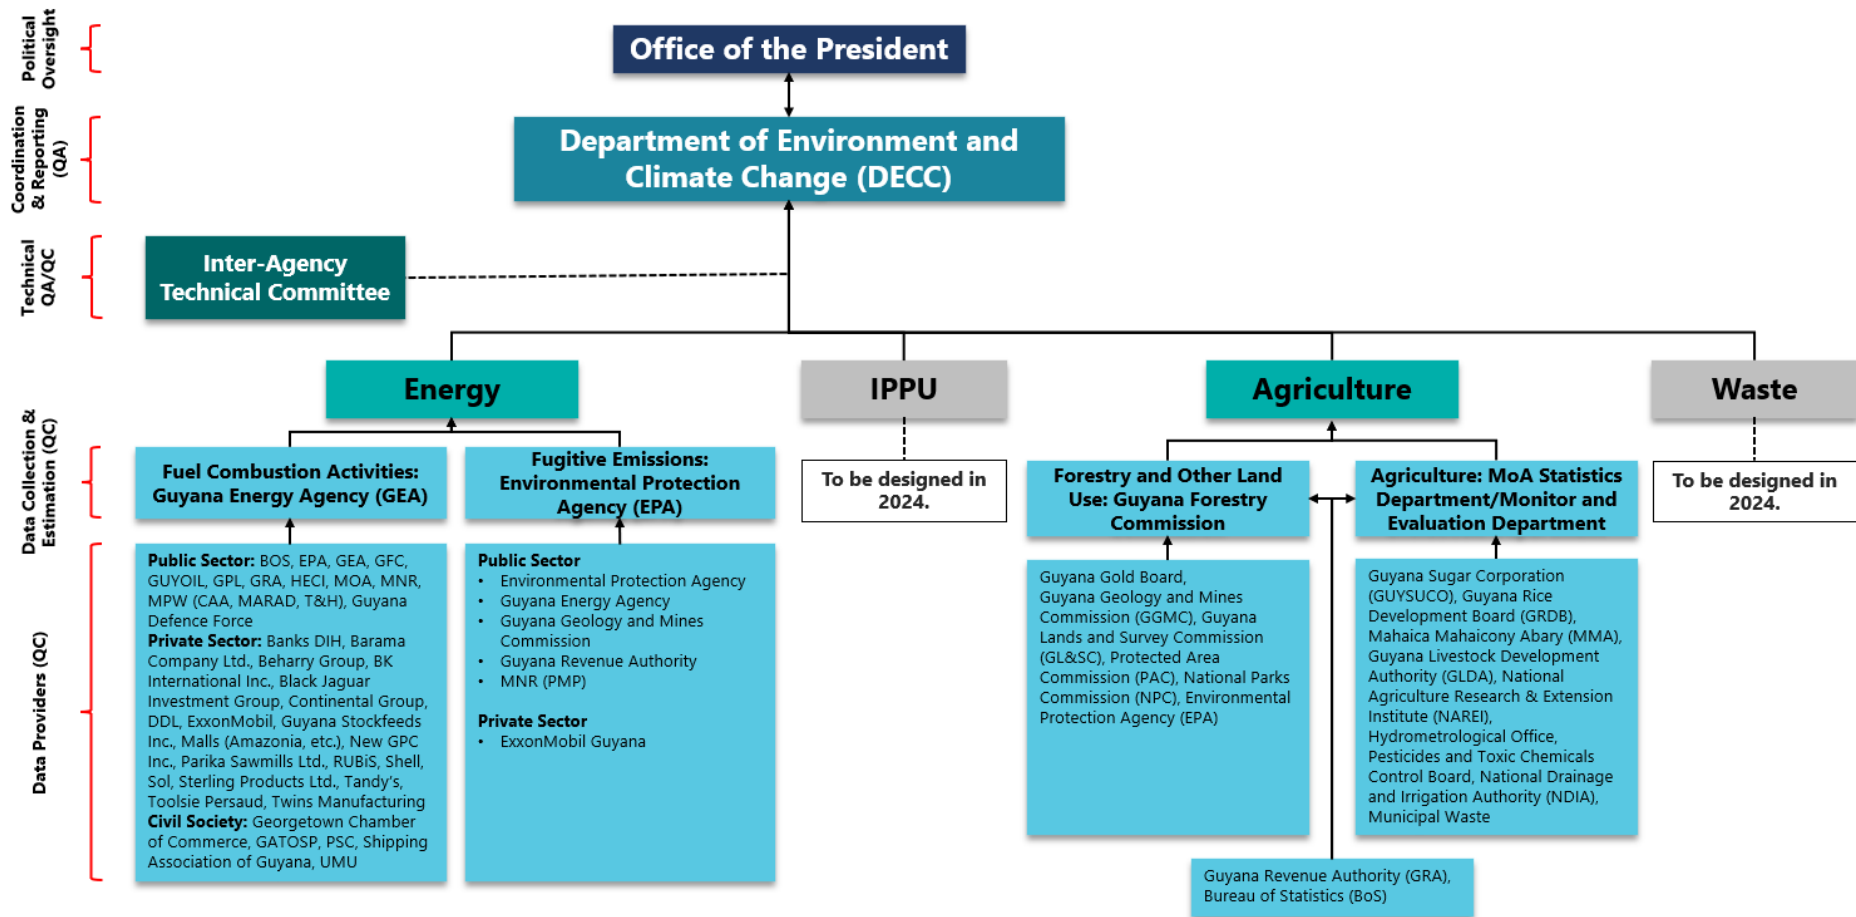 Political
Oversight
Office of the President
Coordination
& Reporting
(QA)
Department of Environment and
Climate Change (DECC)
Technical
QA/QC
Inter-Agency
Technical Committee
Energy
IPPU
Agriculture
Waste
Data Collection &
Estimation (QC)
Fuel Combustion Activities:
Guyana Energy Agency (GEA)
Fugitive Emissions:
Environmental Protection
Agency (EPA)
To be designed in
2024.
Forestry and Other Land
Use: Guyana Forestry
Commission
Agriculture: MoA Statistics
Department/Monitor and
Evaluation Department
To be designed in
2024.
Data Providers (QC)
Public Sector: BOS, EPA, GEA, GFC,
GUYOIL, GPL, GRA, HECI, MOA, MNR,
MPW (CAA, MARAD, T&H), Guyana
Defence Force
Private Sector: Banks DIH, Barama
Company Ltd., Beharry Group, BK
International Inc., Black Jaguar
Investment Group, Continental Group,
DDL, ExxonMobil, Guyana Stockfeeds
Inc., Malls (Amazonia, etc.), New GPC
Inc., Parika Sawmills Ltd., RUBiS, Shell,
Sol, Sterling Products Ltd., Tandy's,
Toolsie Persaud, Twins Manufacturing
Civil Society: Georgetown Chamber
of Commerce, GATOSP, PSC, Shipping
Association of Guyana, UMU
Public Sector
• Environmental Protection Agency
• Guyana Energy Agency
• Guyana Geology and Mines
Commission
• Guyana Revenue Authority
• MNR (PMP)
Private Sector
• ExxonMobil Guyana
Guyana Gold Board,
Guyana Geology and Mines
Commission (GGMC), Guyana
Lands and Survey Commission
(GL&SC), Protected Area
Commission (PAC), National Parks
Commission (NPC), Environmental
Protection Agency (EPA)
Guyana Sugar Corporation
(GUYSUCO), Guyana Rice
Development Board (GRDB),
Mahaica Mahaicony Abary (MMA),
Guyana Livestock Development
Authority (GLDA), National
Agriculture Research & Extension
Institute (NAREI),
Hydrometrological Office,
Pesticides and Toxic Chemicals
Control Board, National Drainage
and Irrigation Authority (NDIA),
Municipal Waste
Guyana Revenue Authority (GRA),
Bureau of Statistics (BoS)